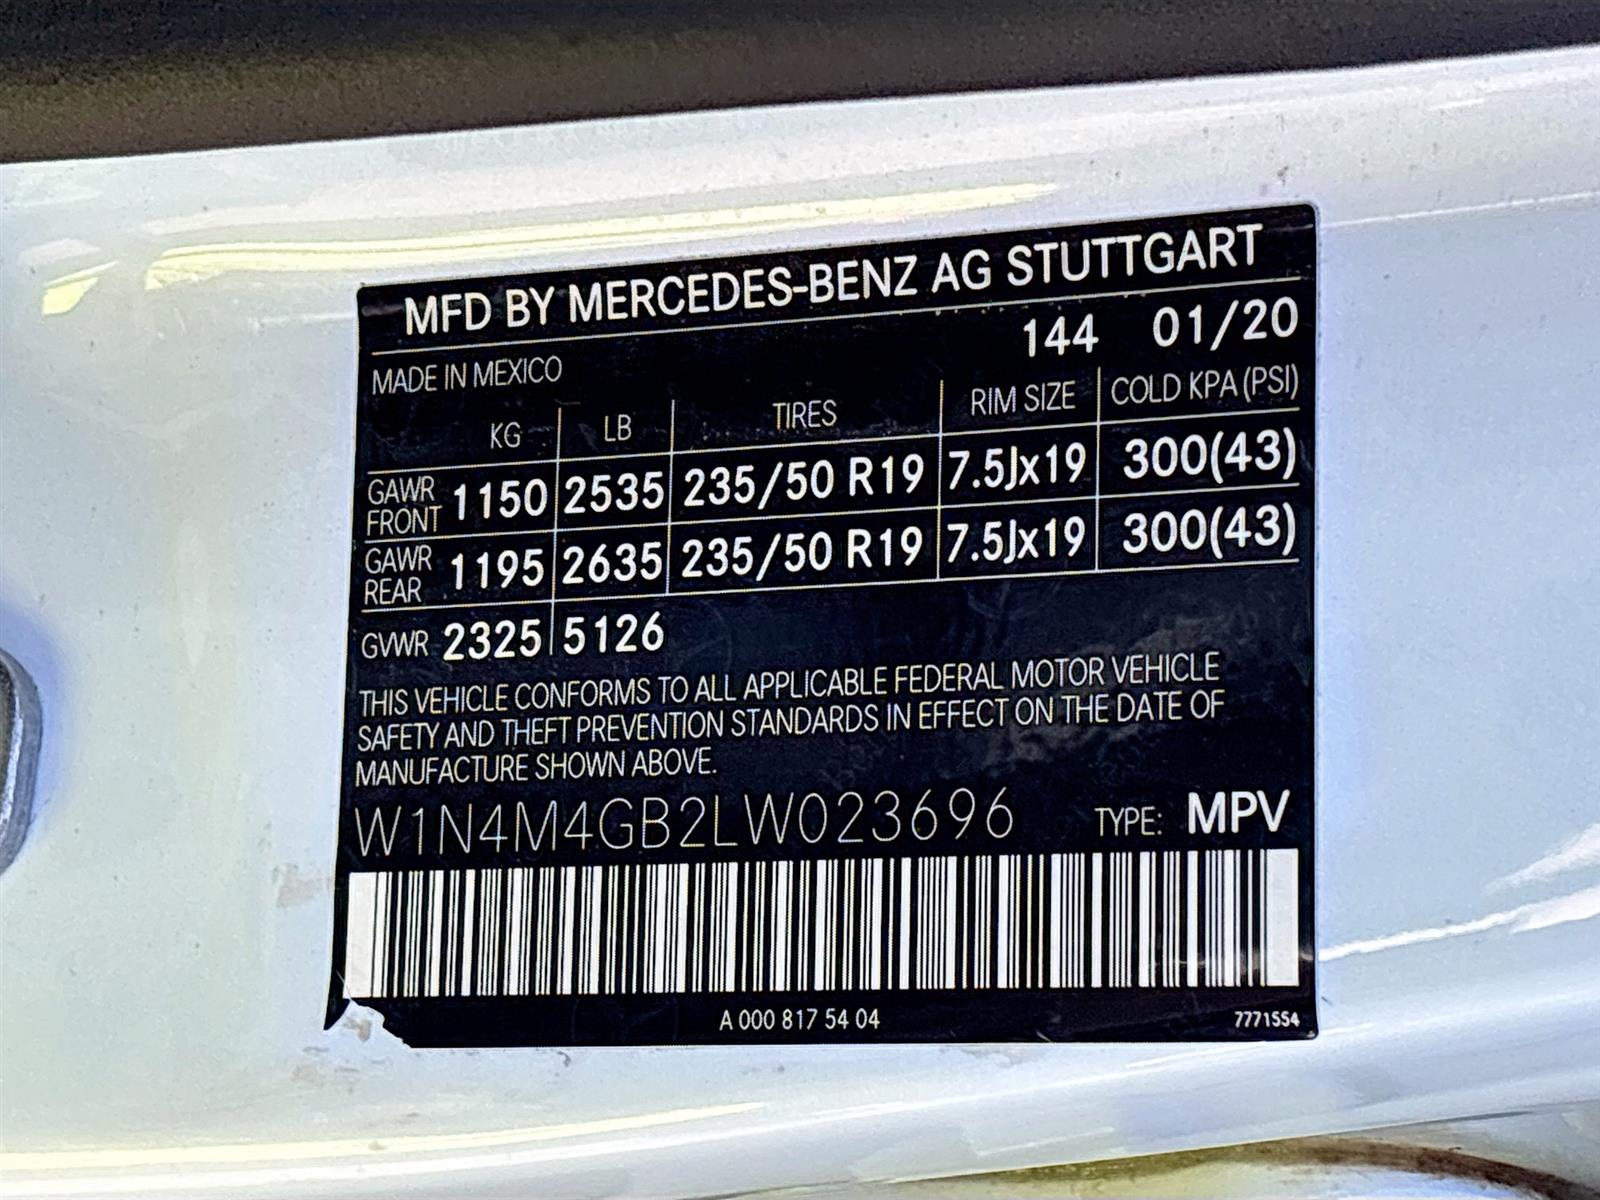 MFD BY MERCEDES-BENZ AG STUTTGART
144 01/20
MADE IN MEXICO
KG LB TIRES RIM SIZE COLD KPA (PSI)
GAWR FRONT 1150 2535 235/50 R19 7.5Jx19 300(43)
GAWR REAR 1195 2635 235/50 R19 7.5Jx19 300(43)
GVWR 2325 5126
THIS VEHICLE CONFORMS TO ALL APPLICABLE FEDERAL MOTOR VEHICLE
SAFETY AND THEFT PREVENTION STANDARDS IN EFFECT ON THE DATE OF
MANUFACTURE SHOWN ABOVE.
W1N4M4GB2LW023696 TYPE: MPV
A 000 817 54 04 7771554